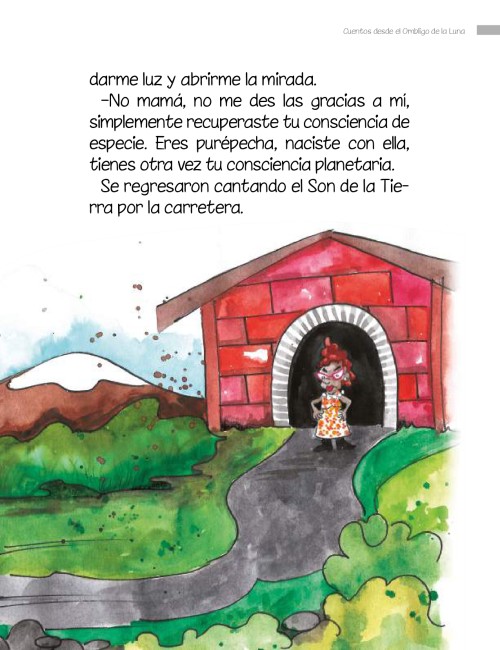 Cuentos desde el Ombligo de la Luna
darme luz y abrirme la mirada.
-No mamá, no me des las gracias a mí,
simplemente recuperaste tu consciencia de
especie. Eres purépecha, naciste con ella,
tienes otra vez tu consciencia planetaria.
Se regresaron cantando el Son de la Tie-
rra por la carretera.